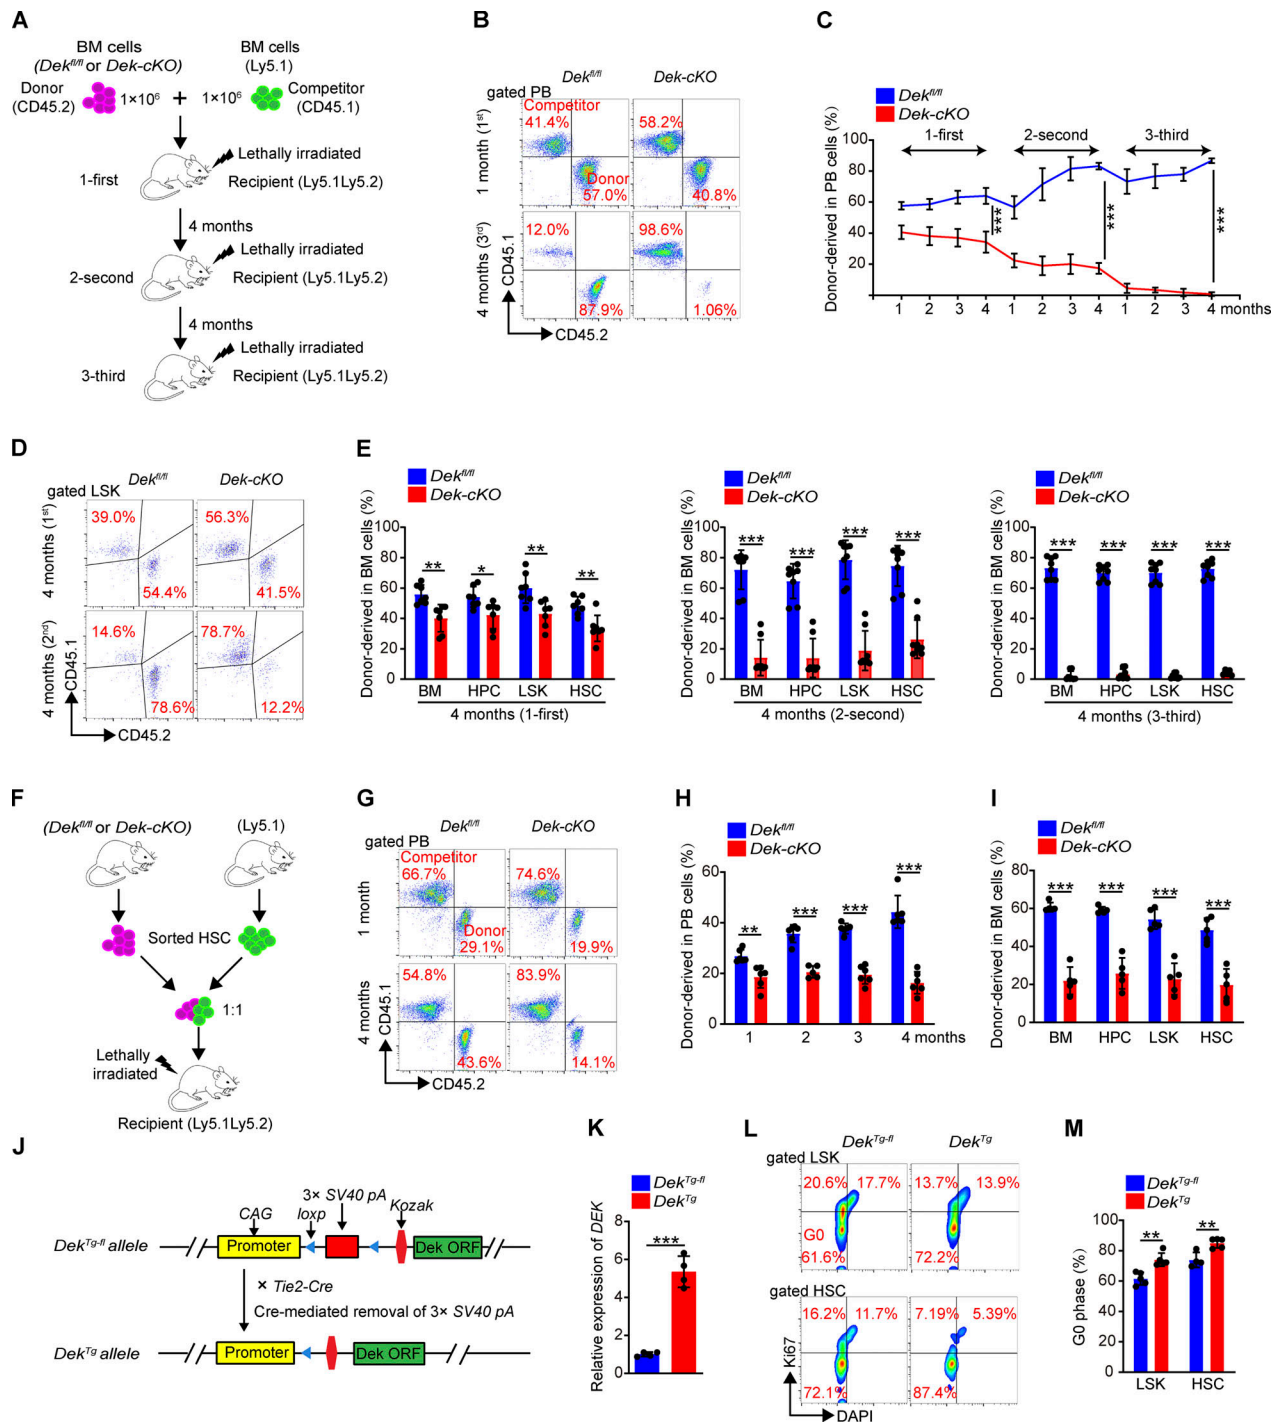 A
BM cells
(Dek^fl/fl or Dek-cKO)
BM cells
(Ly5.1)
Donor
(CD45.2)
1×10⁶
+
1×10⁶
Competitor
(CD45.1)
Lethally irradiated
1-first
Recipient (Ly5.1Ly5.2)
4 months
Lethally irradiated
2-second
Recipient (Ly5.1Ly5.2)
4 months
Lethally irradiated
3-third
Recipient (Ly5.1Ly5.2)
B
Dek^fl/fl
Dek-cKO
gated PB
Competitor
41.4%
58.2%
Donor
57.0%
40.8%
1 month (1st)
12.0%
98.6%
87.9%
1.06%
4 months (3rd)
CD45.1
CD45.2
C
Dek^fl/fl
Dek-cKO
Donor-derived in PB cells (%)
100
80
60
40
20
1-first
2-second
3-third
***
***
***
1 2 3 4 1 2 3 4 1 2 3 4 months
D
Dek^fl/fl
Dek-cKO
gated LSK
39.0%
56.3%
54.4%
41.5%
4 months (1st)
14.6%
78.7%
78.6%
12.2%
4 months (2nd)
CD45.1
CD45.2
E
Dek^fl/fl
Dek-cKO
Donor-derived in BM cells (%)
100
80
60
40
20
0
** * ** **
BM HPC LSK HSC
4 months (1-first)
Dek^fl/fl
Dek-cKO
Donor-derived in BM cells (%)
100
80
60
40
20
0
*** *** *** ***
BM HPC LSK HSC
4 months (2-second)
Dek^fl/fl
Dek-cKO
Donor-derived in BM cells (%)
100
80
60
40
20
0
*** *** *** ***
BM HPC LSK HSC
4 months (3-third)
F
(Dek^fl/fl or Dek-cKO)
(Ly5.1)
Sorted HSC
1:1
Lethally
irradiated
Recipient (Ly5.1Ly5.2)
G
Dek^fl/fl
Dek-cKO
gated PB
Competitor
66.7%
74.6%
Donor
29.1%
19.9%
1 month
54.8%
83.9%
43.6%
14.1%
4 months
CD45.1
CD45.2
H
Dek^fl/fl
Dek-cKO
Donor-derived in PB cells (%)
60
40
20
0
** *** *** ***
1 2 3 4 months
I
Dek^fl/fl
Dek-cKO
Donor-derived in BM cells (%)
80
60
40
20
0
*** *** *** ***
BM HPC LSK HSC
J
CAG
loxp
3× SV40 pA
Kozak
Dek^Tg-fl allele
Promoter
Dek ORF
× Tie2-Cre
Cre-mediated removal of 3× SV40 pA
Dek^Tg allele
Promoter
Dek ORF
K
Dek^Tg-fl
Dek^Tg
Relative expression of DEK
8
6
4
2
0
***
L
Dek^Tg-fl
Dek^Tg
gated LSK
20.6%
17.7%
13.7%
13.9%
G0
61.6%
72.2%
gated HSC
16.2%
11.7%
7.19%
5.39%
72.1%
87.4%
Ki67
DAPI
M
Dek^Tg-fl
Dek^Tg
G0 phase (%)
100
80
60
40
20
0
** **
LSK HSC